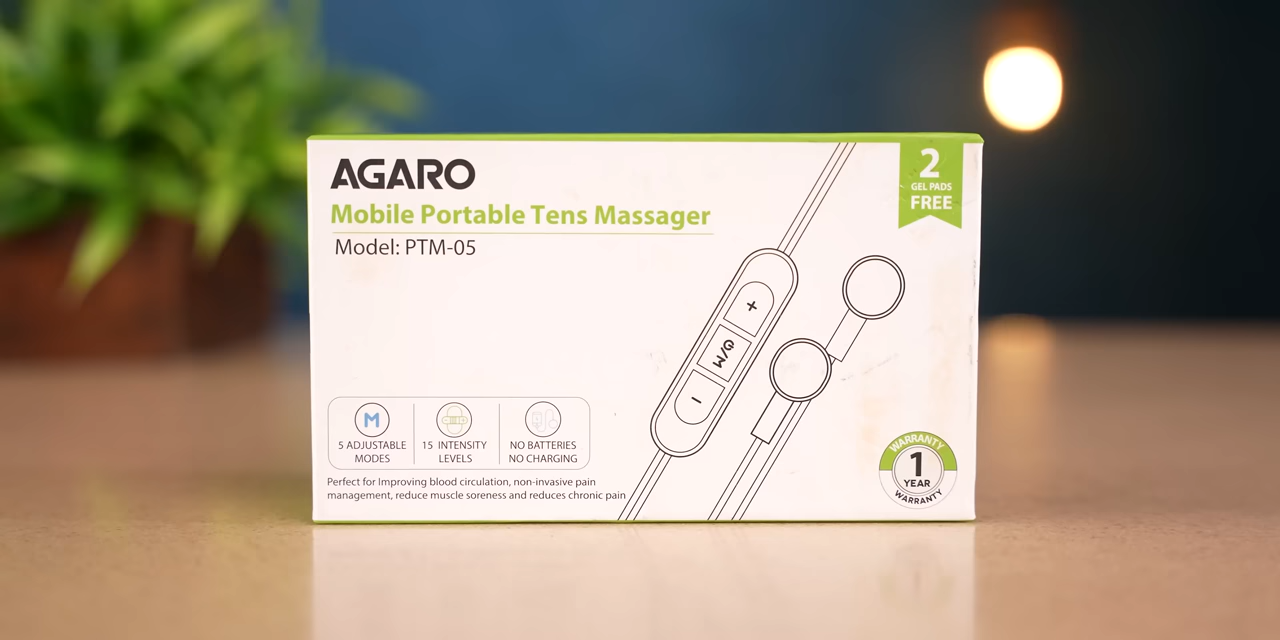 AGARO
Mobile Portable Tens Massager
Model: PTM-05
2
GEL PADS
FREE
+
⏻/M
−
M
5 ADJUSTABLE
MODES
15 INTENSITY
LEVELS
NO BATTERIES
NO CHARGING
Perfect for Improving blood circulation, non-invasive pain
management, reduce muscle soreness and reduces chronic pain
WARRANTY
1
YEAR
WARRANTY